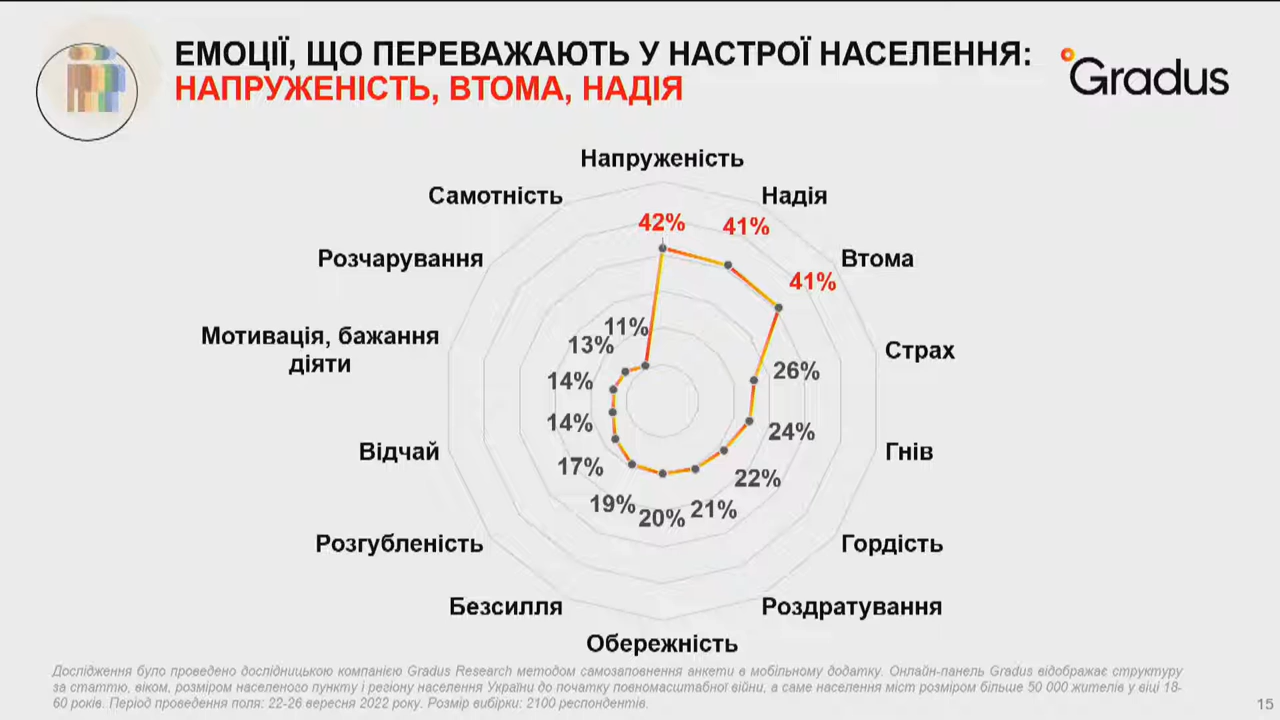 ЕМОЦІЇ, ЩО ПЕРЕВАЖАЮТЬ У НАСТРОЇ НАСЕЛЕННЯ:
НАПРУЖЕНІСТЬ, ВТОМА, НАДІЯ
Gradus
Напруженість
Надія
Втома
Страх
Гнів
Гордість
Роздратування
Обережність
Безсилля
Розгубленість
Відчай
Мотивація, бажання
діяти
Розчарування
Самотність
42%
41%
41%
26%
24%
22%
21%
20%
19%
17%
14%
14%
13%
11%
Дослідження було проведено дослідницькою компанією Gradus Research методом самозаповнення анкети в мобільному додатку. Онлайн-панель Gradus відображає структуру
за статтю, віком, розміром населеного пункту і регіону населення України до початку повномасштабної війни, а саме населення міст розміром більше 50 000 жителів у віці 18-
60 років. Період проведення поля: 22-26 вересня 2022 року. Розмір вибірки: 2100 респондентів.
15